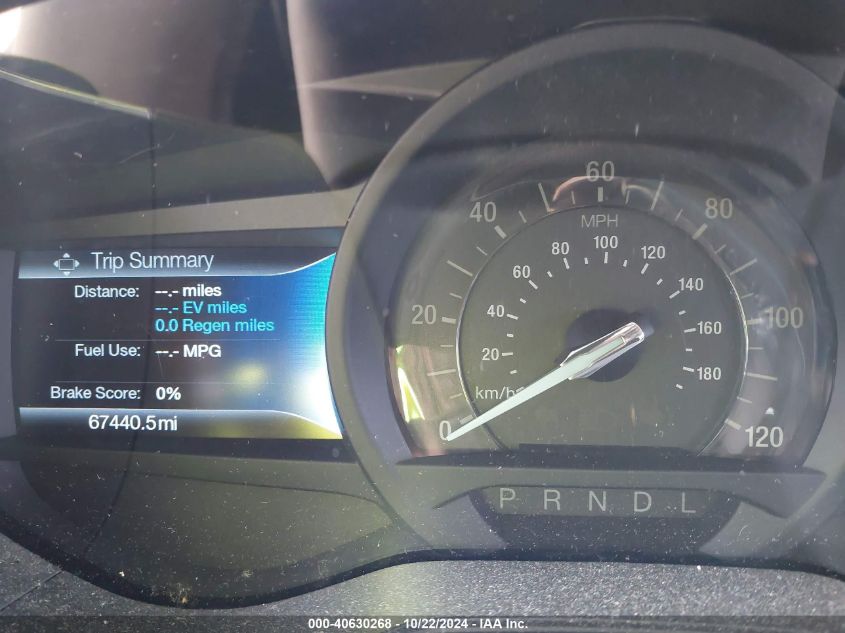 Trip Summary
Distance: --.- miles
--.- EV miles
0.0 Regen miles
Fuel Use: --.- MPG
Brake Score: 0%
67440.5mi
0 20 40 60 80 100 120
MPH
20 40 60 80 100 120 140 160 180
km/h
P R N D L
000-40630268 - 10/22/2024 - IAA Inc.